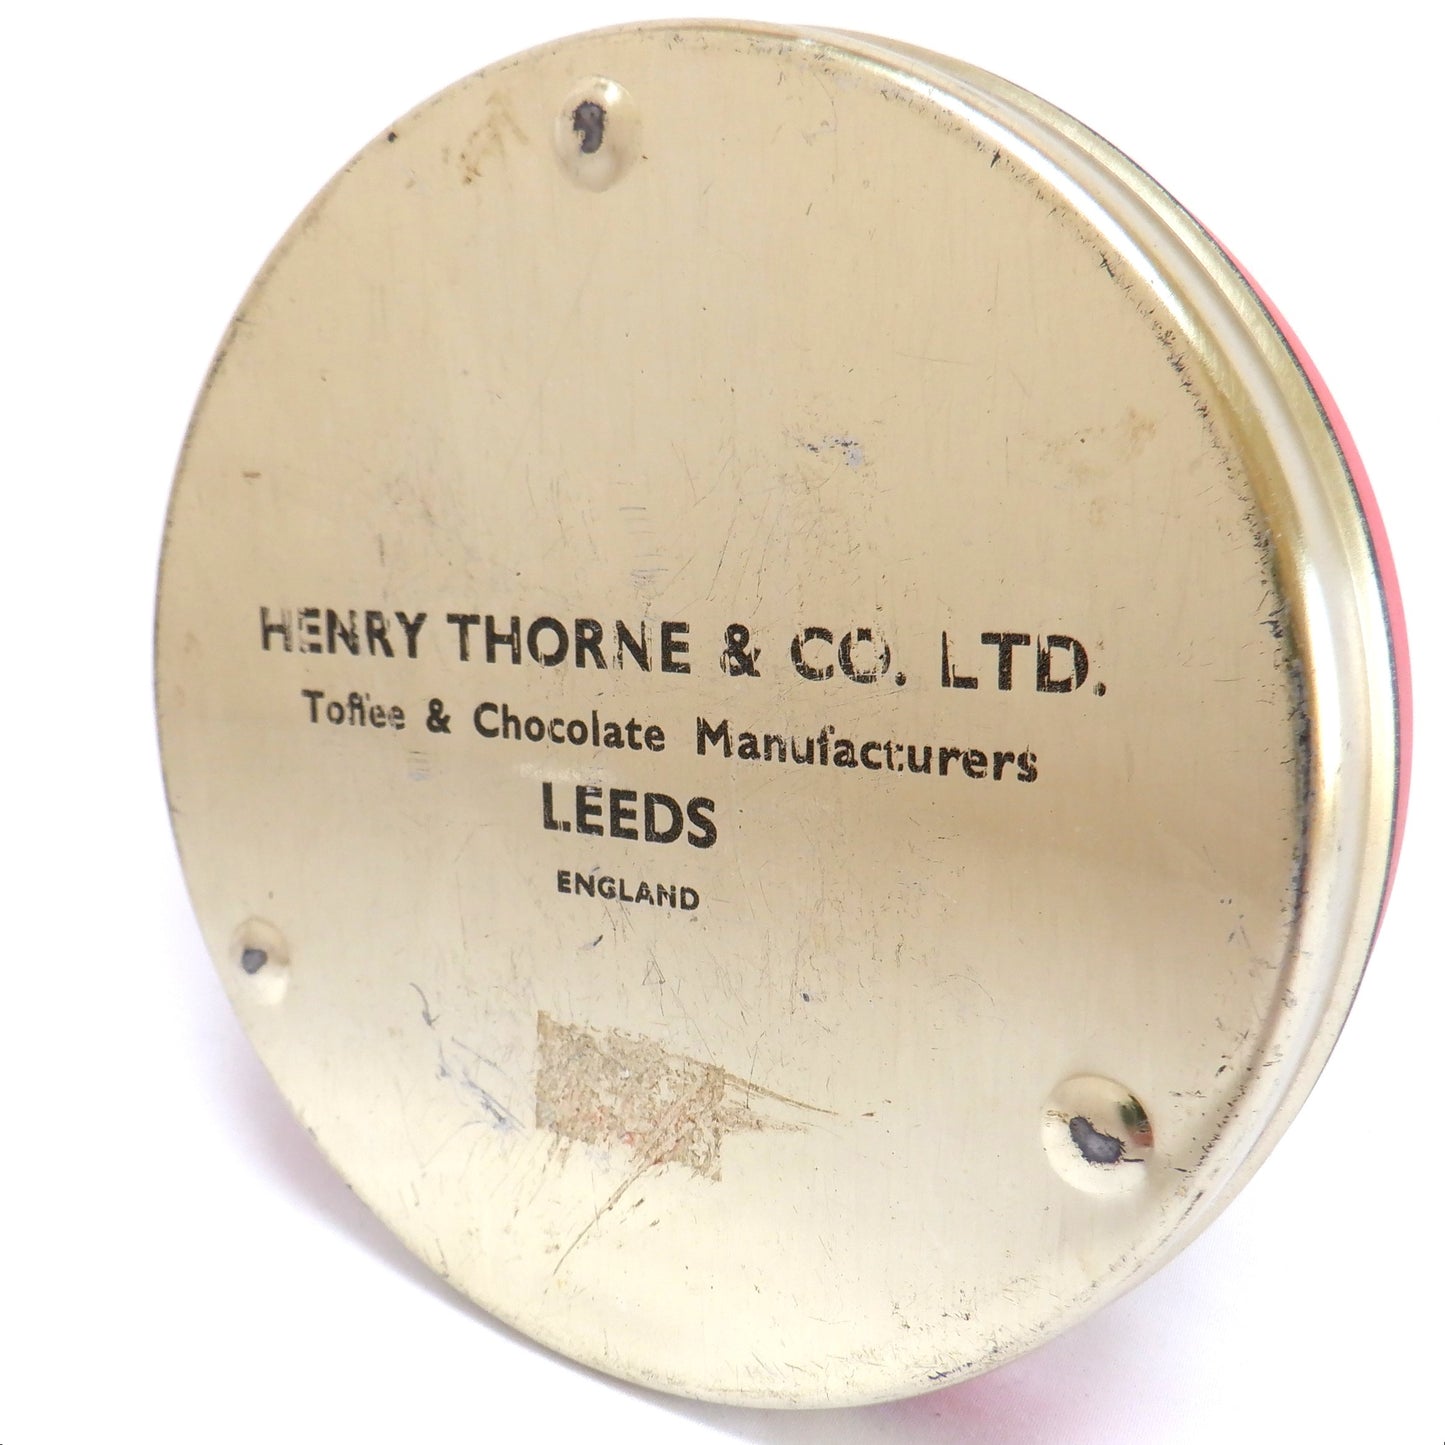 HENRY THORNE & CO. LTD.
Toffee & Chocolate Manufacturers
LEEDS
ENGLAND